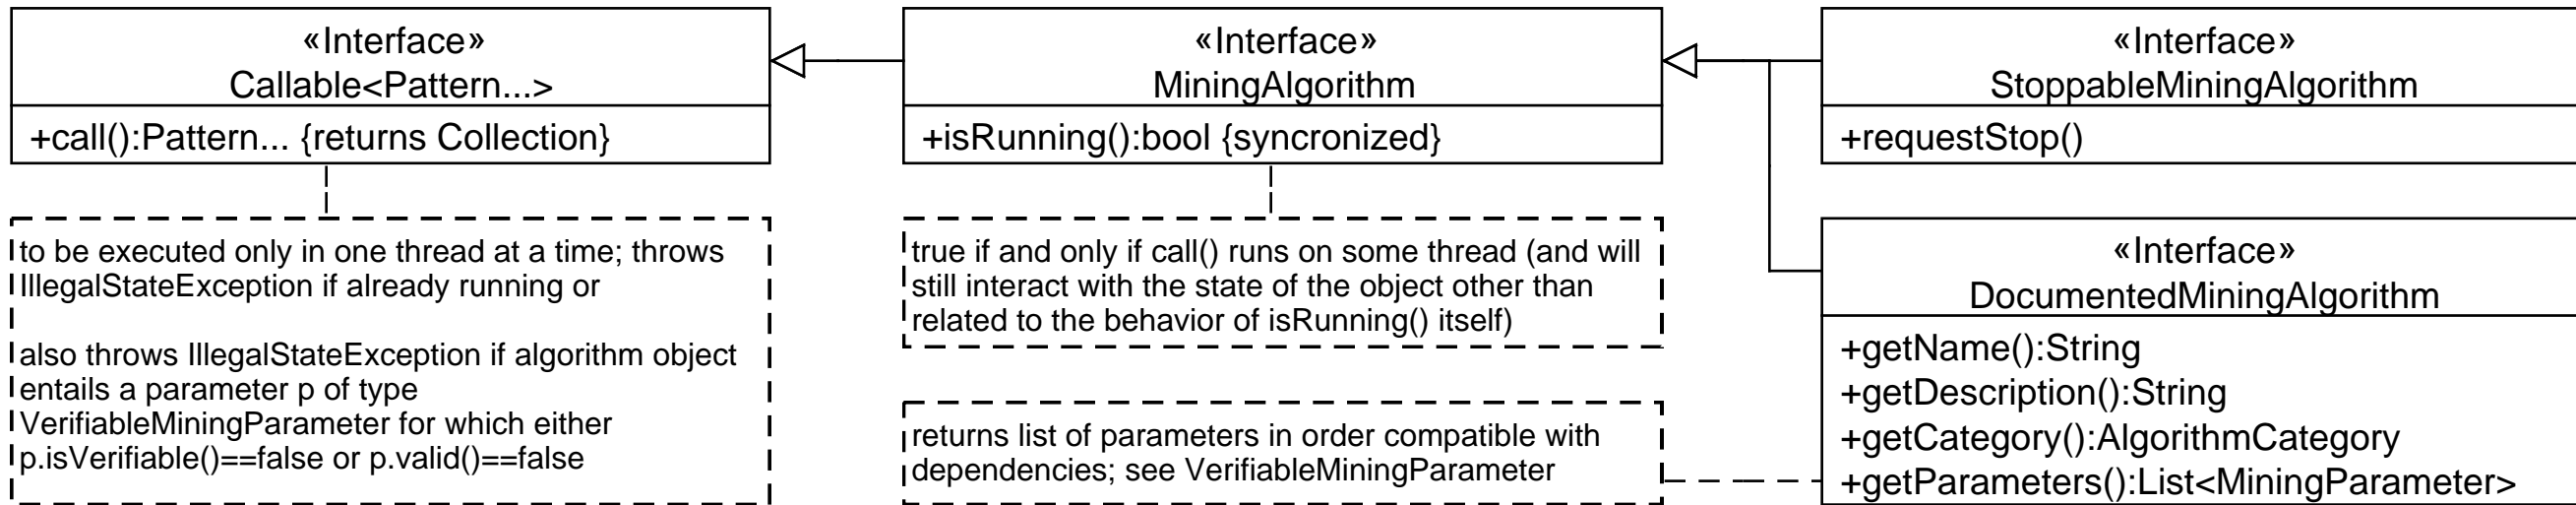 «Interface»
Callable<Pattern...>
+call():Pattern... {returns Collection}
to be executed only in one thread at a time; throws
IllegalStateException if already running or
also throws IllegalStateException if algorithm object
entails a parameter p of type
VerifiableMiningParameter for which either
p.isVerifiable()==false or p.valid()==false
«Interface»
MiningAlgorithm
+isRunning():bool {syncronized}
true if and only if call() runs on some thread (and will
still interact with the state of the object other than
related to the behavior of isRunning() itself)
returns list of parameters in order compatible with
dependencies; see VerifiableMiningParameter
«Interface»
StoppableMiningAlgorithm
+requestStop()
«Interface»
DocumentedMiningAlgorithm
+getName():String
+getDescription():String
+getCategory():AlgorithmCategory
+getParameters():List<MiningParameter>